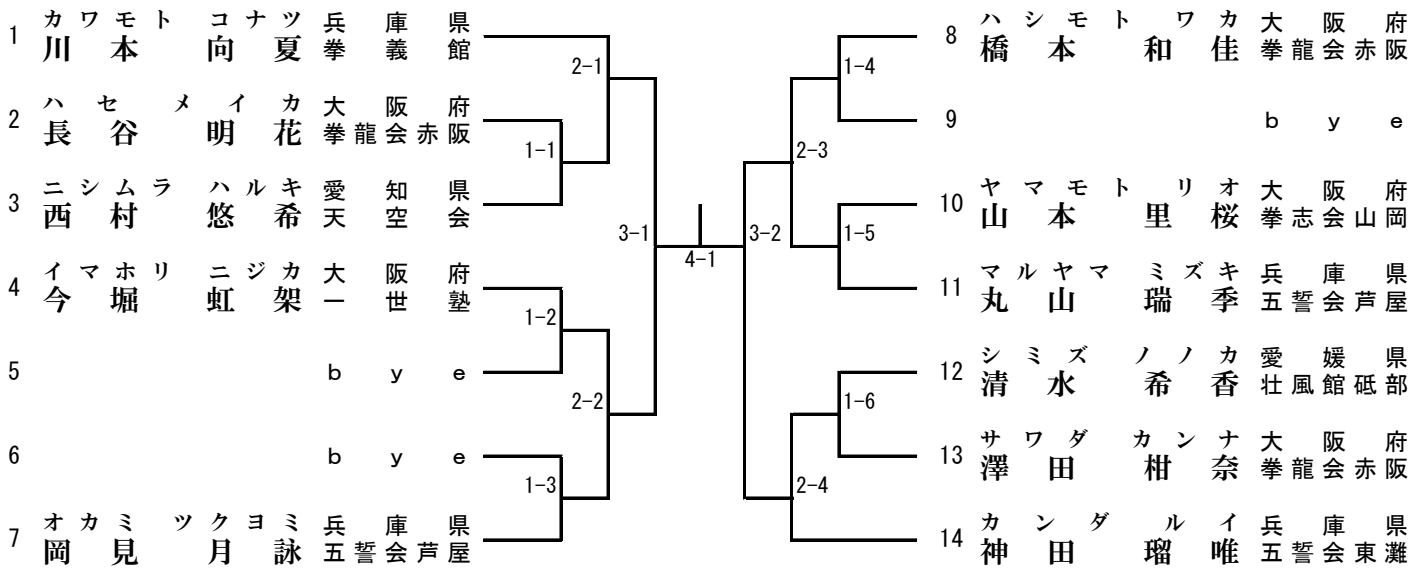 1 カワモト コナツ 兵庫県
川本 向夏 拳義館
2 ハセ メイカ 大阪府
長谷 明花 拳龍会赤阪
3 ニシムラ ハルキ 愛知県
西村 悠希 天空会
4 イマホリ ニジカ 大阪府
今堀 虹架 一世塾
5 bye
6 bye
7 オカミ ツクヨミ 兵庫県
岡見 月詠 五誓会芦屋
2-1
1-1
3-1
1-2
2-2
1-3
4-1
3-2
1-4
2-3
1-5
1-6
2-4
8 ハシモト ワカ 大阪府
橋本 和佳 拳龍会赤阪
9 bye
10 ヤマモト リオ 大阪府
山本 里桜 拳志会山岡
11 マルヤマ ミズキ 兵庫県
丸山 瑞季 五誓会芦屋
12 シミズ ノノカ 愛媛県
清水 希香 壮風館砥部
13 サワダ カンナ 大阪府
澤田 柑奈 拳龍会赤阪
14 カンダ ルイ 兵庫県
神田 瑠唯 五誓会東灘